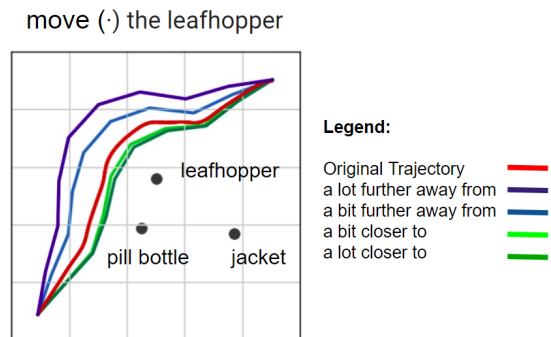 move (·) the leafhopper
leafhopper
pill bottle
jacket
Legend:
Original Trajectory
a lot further away from
a bit further away from
a bit closer to
a lot closer to